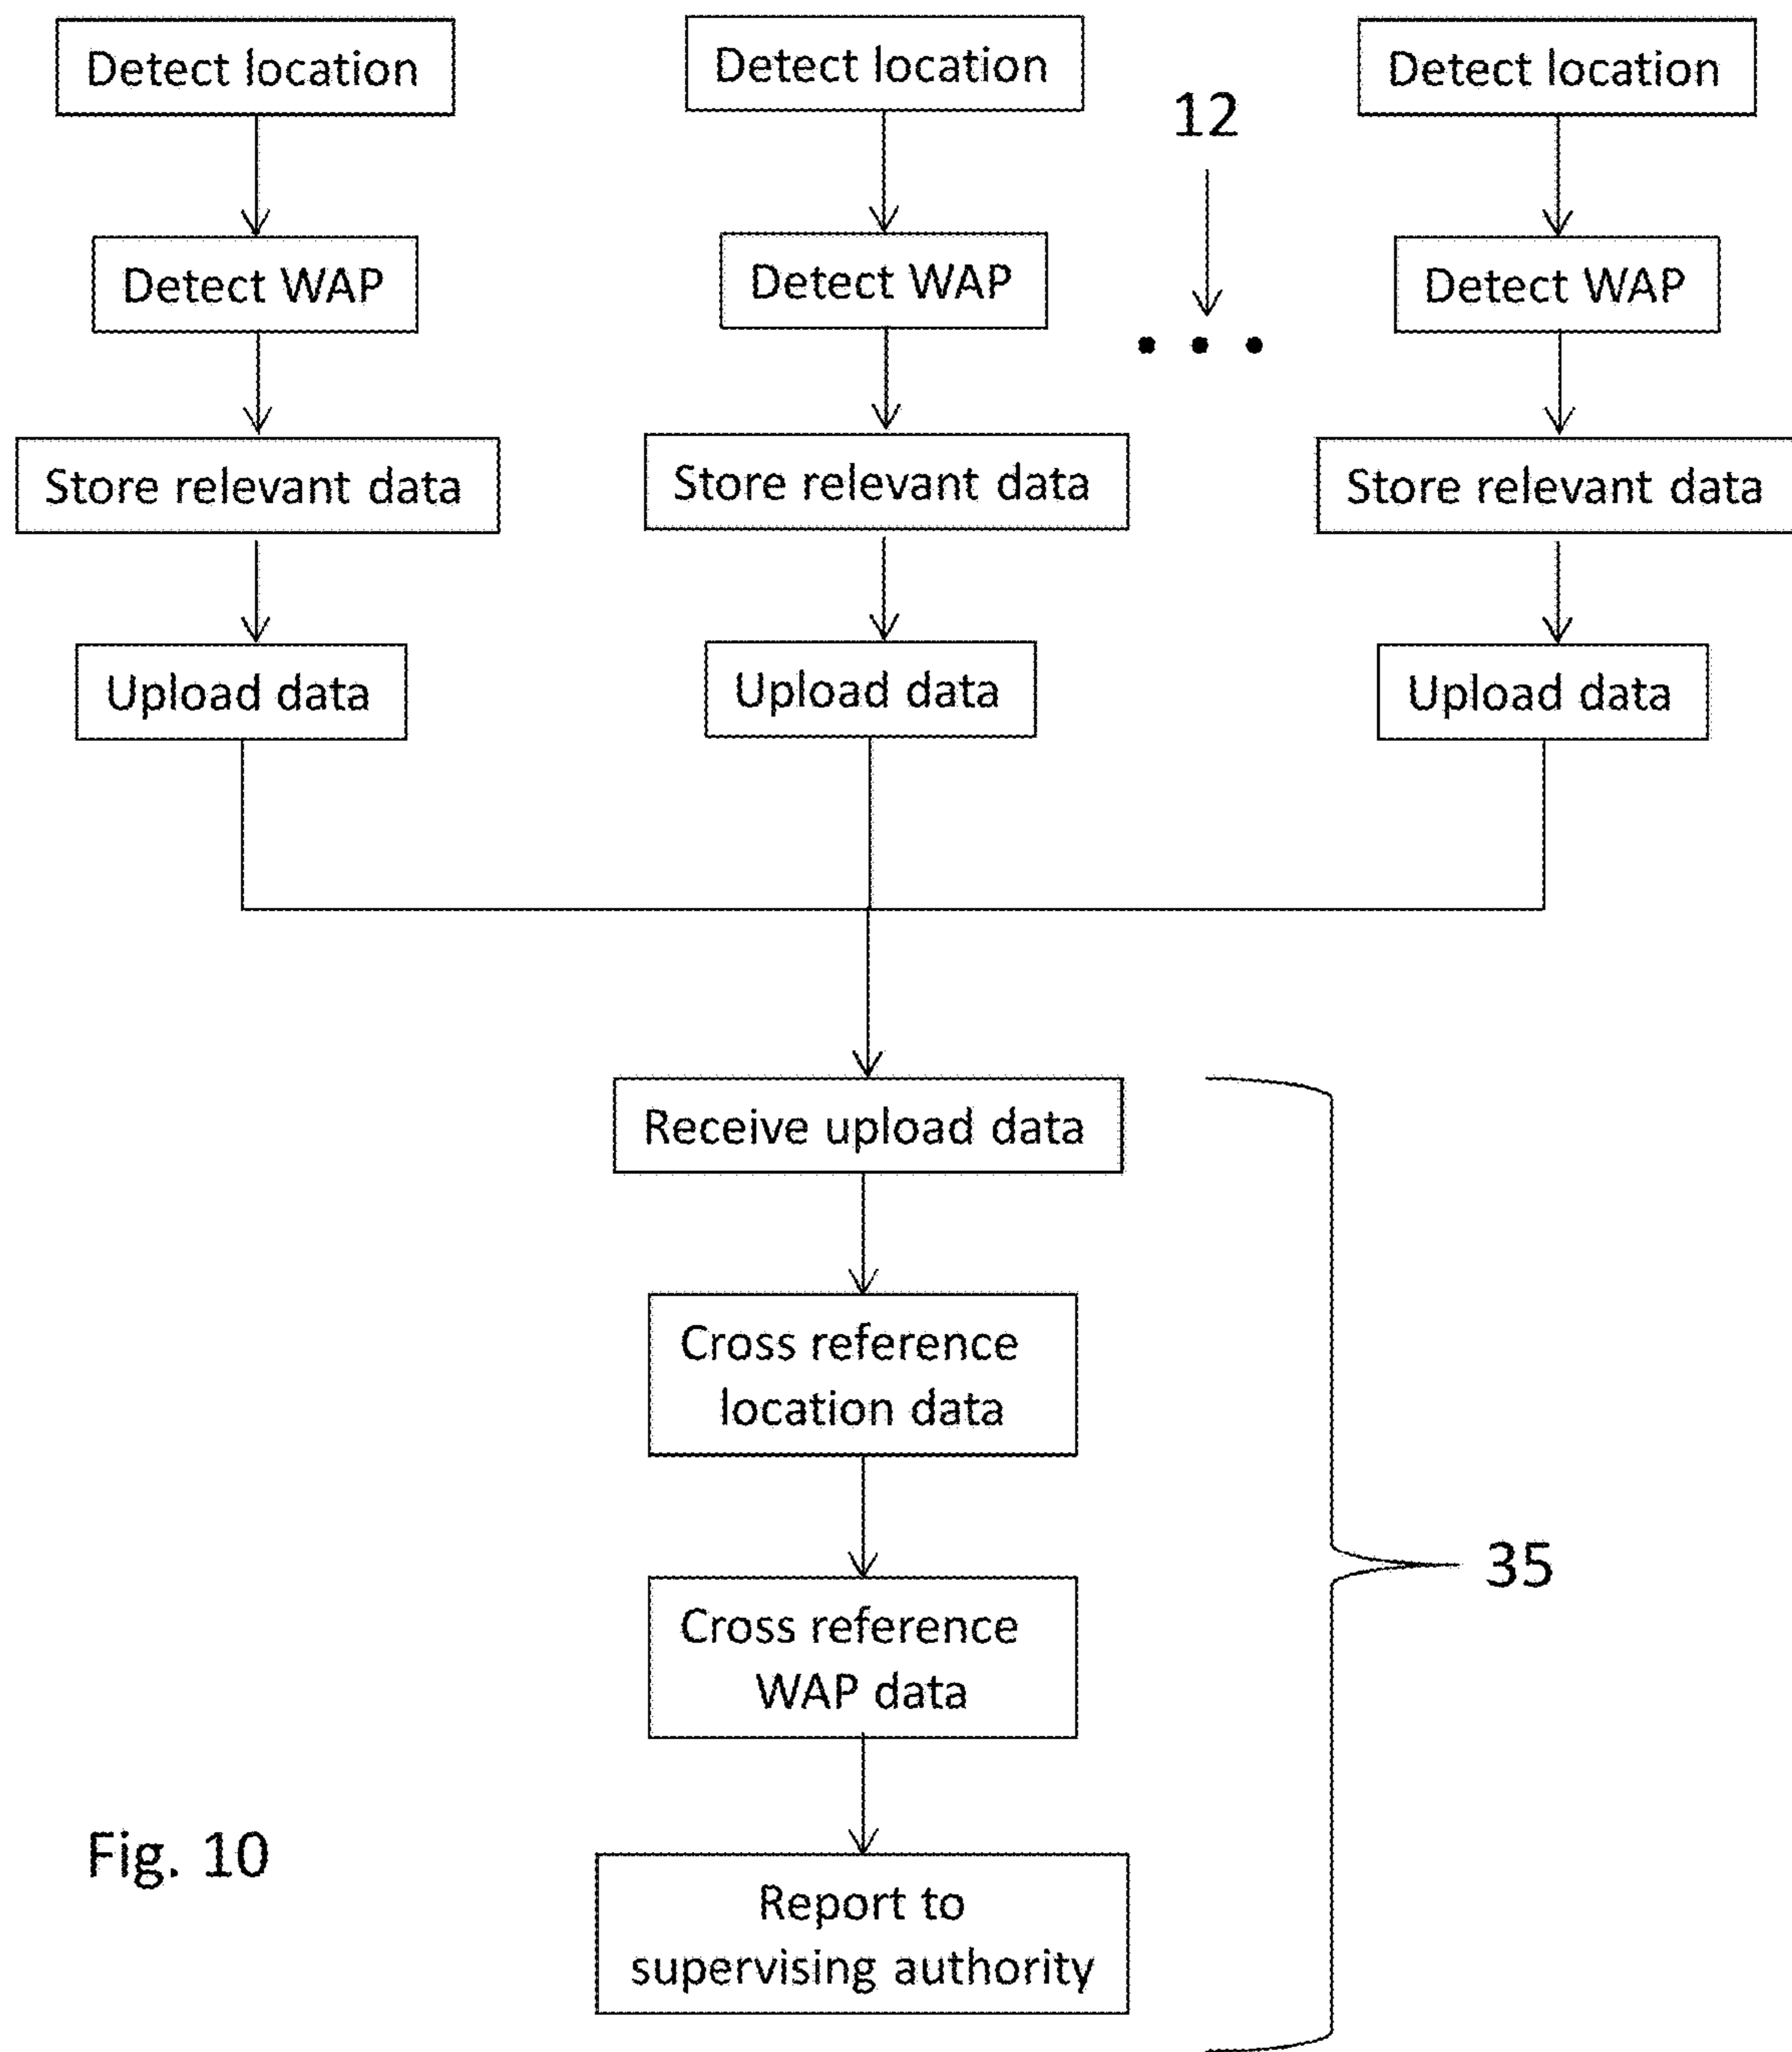 Detect location
Detect location
Detect location
12
Detect WAP
Detect WAP
Detect WAP
Store relevant data
Store relevant data
Store relevant data
Upload data
Upload data
Upload data
Receive upload data
Cross reference
location data
35
Cross reference
WAP data
Fig. 10
Report to
supervising authority